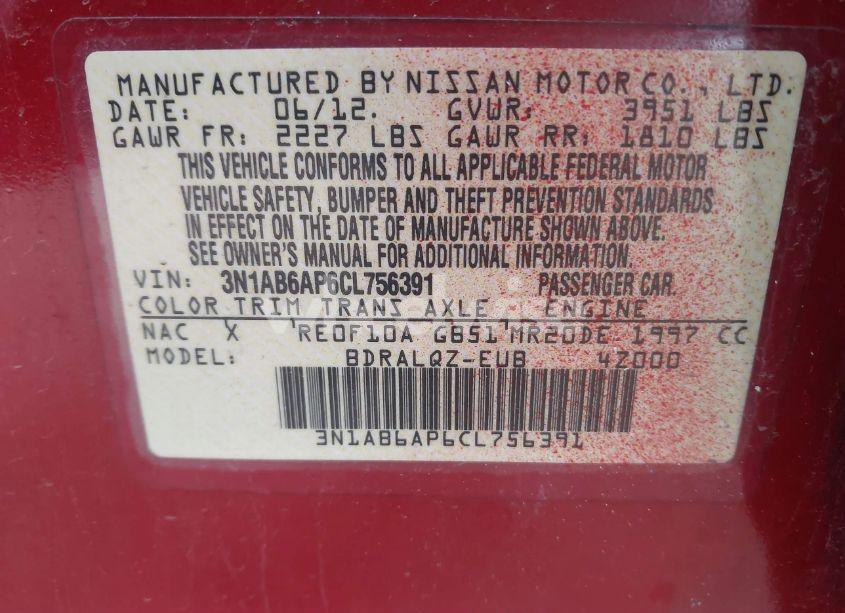 MANUFACTURED BY NISSAN MOTOR CO., LTD.
DATE: 06/12. GVWR: 3951 LBS
GAWR FR: 2227 LBS GAWR RR: 1810 LBS
THIS VEHICLE CONFORMS TO ALL APPLICABLE FEDERAL MOTOR
VEHICLE SAFETY, BUMPER AND THEFT PREVENTION STANDARDS
IN EFFECT ON THE DATE OF MANUFACTURE SHOWN ABOVE.
SEE OWNER'S MANUAL FOR ADDITIONAL INFORMATION.
VIN: 3N1AB6AP6CL756391 PASSENGER CAR.
COLOR TRIM TRANS AXLE ENGINE
NAC X RE0F10A GB51 MR20DE 1997 CC
MODEL: BDRALQZ-EUB 42000
3N1AB6AP6CL756391